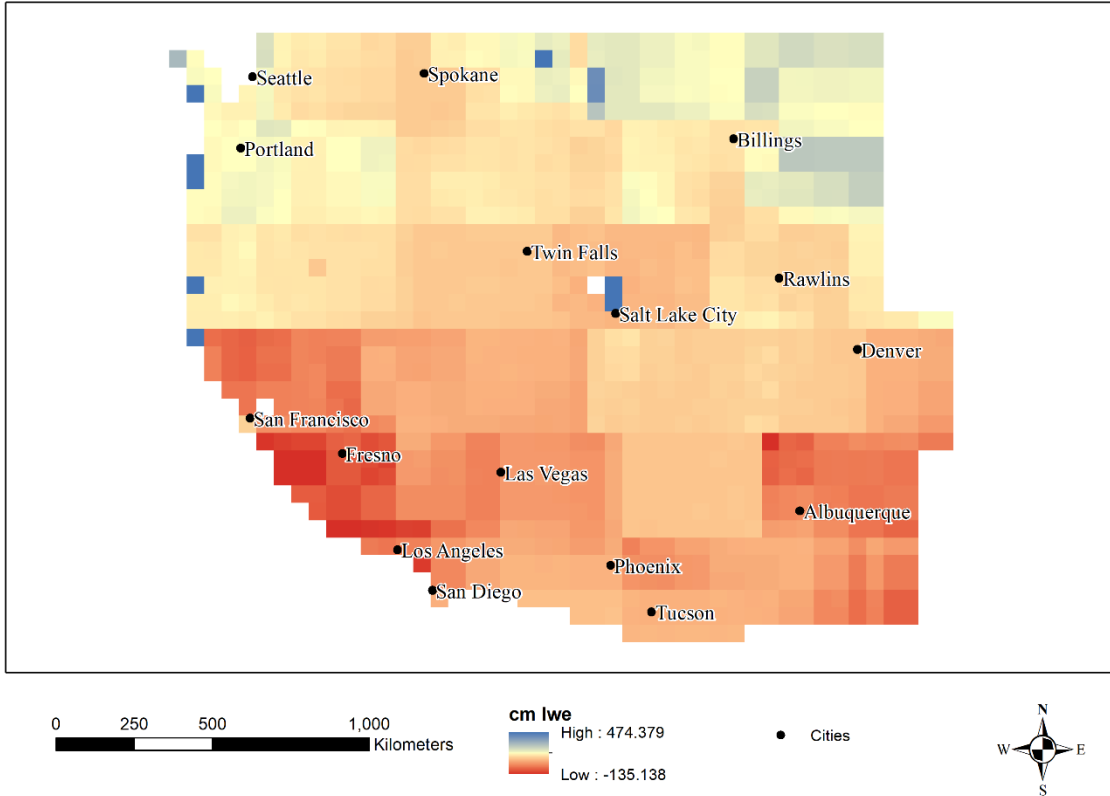 Seattle
Spokane
Billings
Portland
Twin Falls
Rawlins
Salt Lake City
Denver
San Francisco
Fresno
Las Vegas
Albuquerque
Los Angeles
Phoenix
San Diego
Tucson
0 250 500 1,000
Kilometers
cm lwe
High : 474.379
Low : -135.138
Cities
N
W E
S